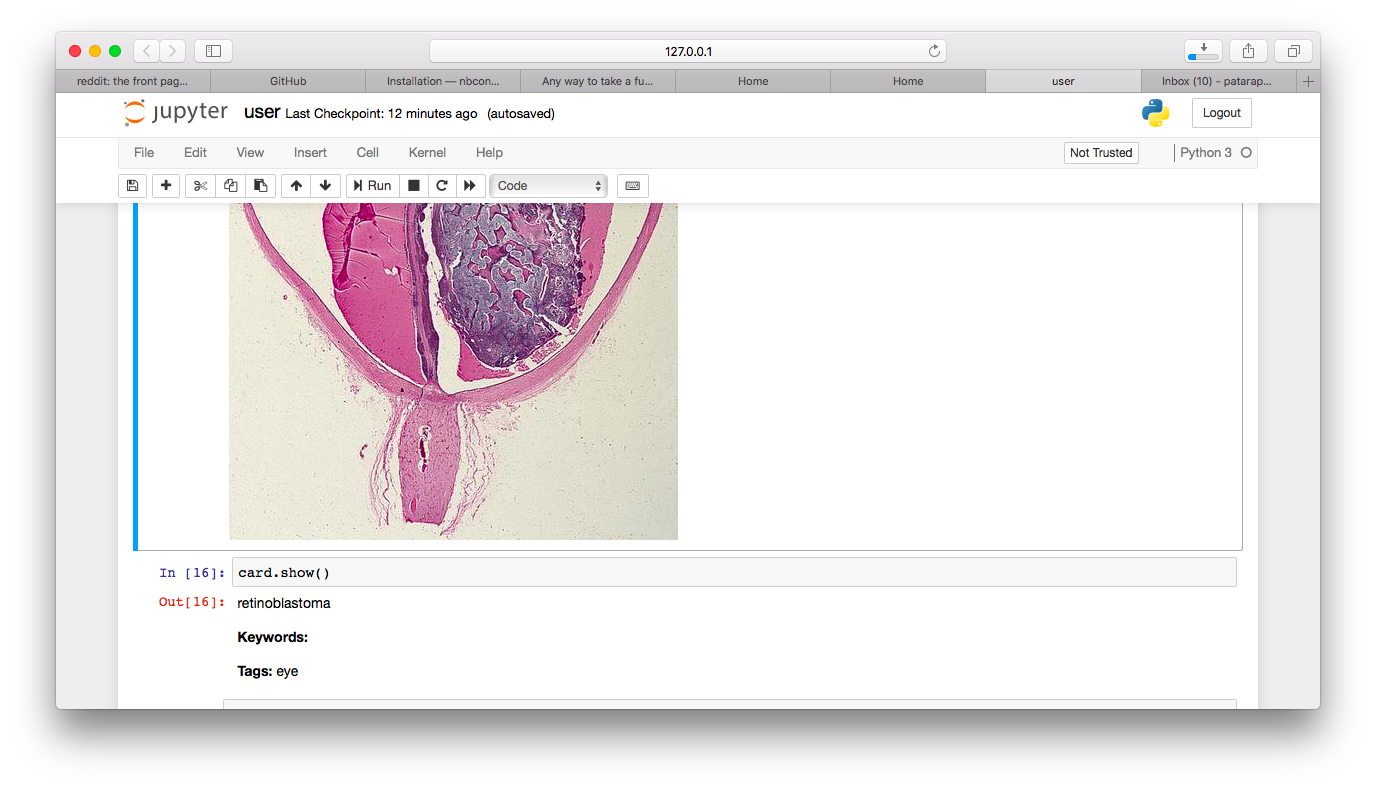 127.0.0.1
reddit: the front pag... GitHub Installation — nbcon... Any way to take a fu... Home Home user Inbox (10) - patarap... +
jupyter user Last Checkpoint: 12 minutes ago (autosaved) Logout
File Edit View Insert Cell Kernel Help Not Trusted Python 3
Run Code
In [16]: card.show()
Out[16]: retinoblastoma
Keywords:
Tags: eye